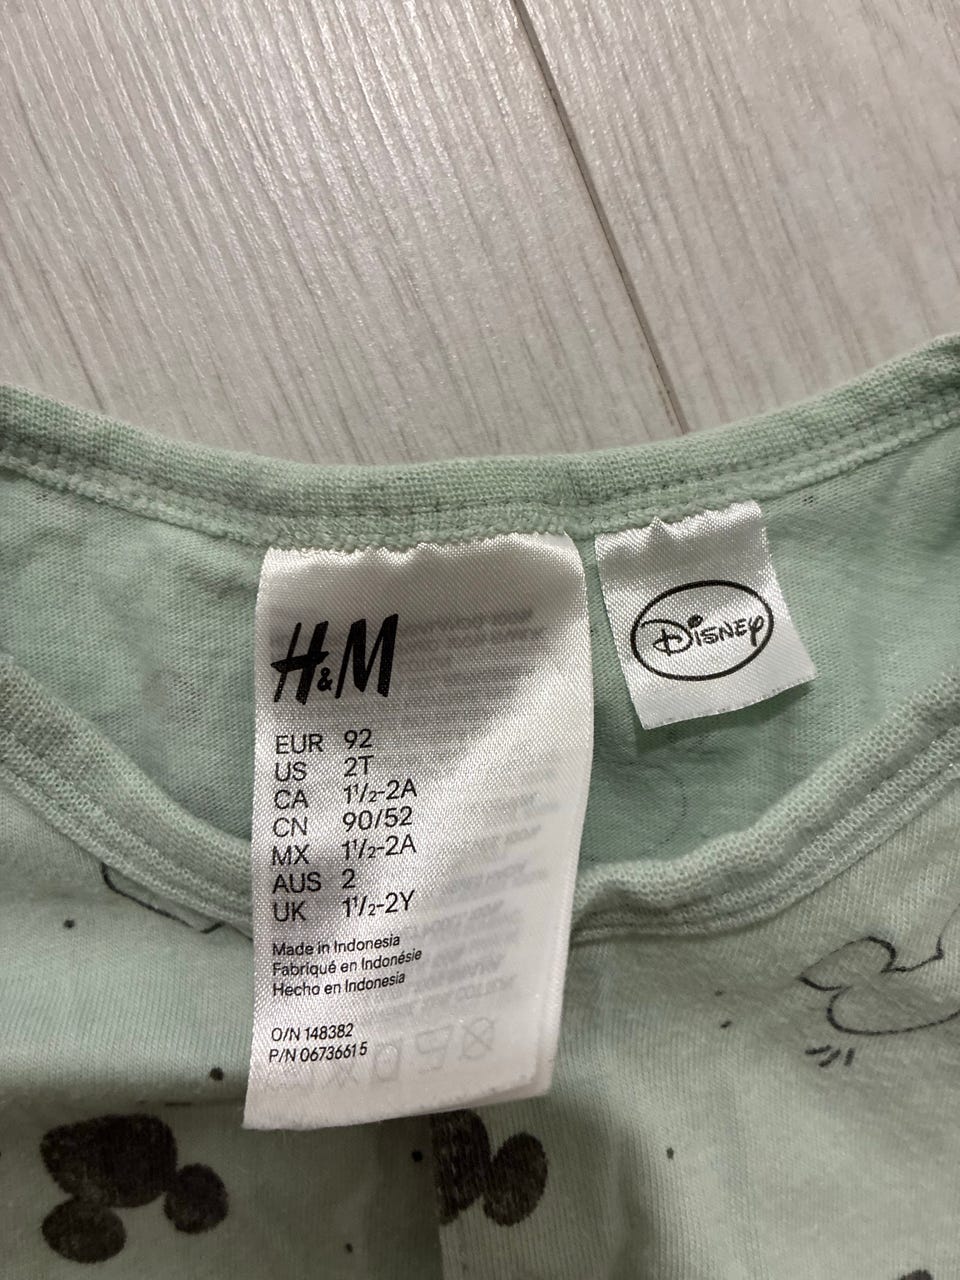 H&M
EUR 92
US 2T
CA 1½-2A
CN 90/52
MX 1½-2A
AUS 2
UK 1½-2Y
Made in Indonesia
Fabriqué en Indonésie
Hecho en Indonesia
O/N 148382
P/N 06736615
Disney